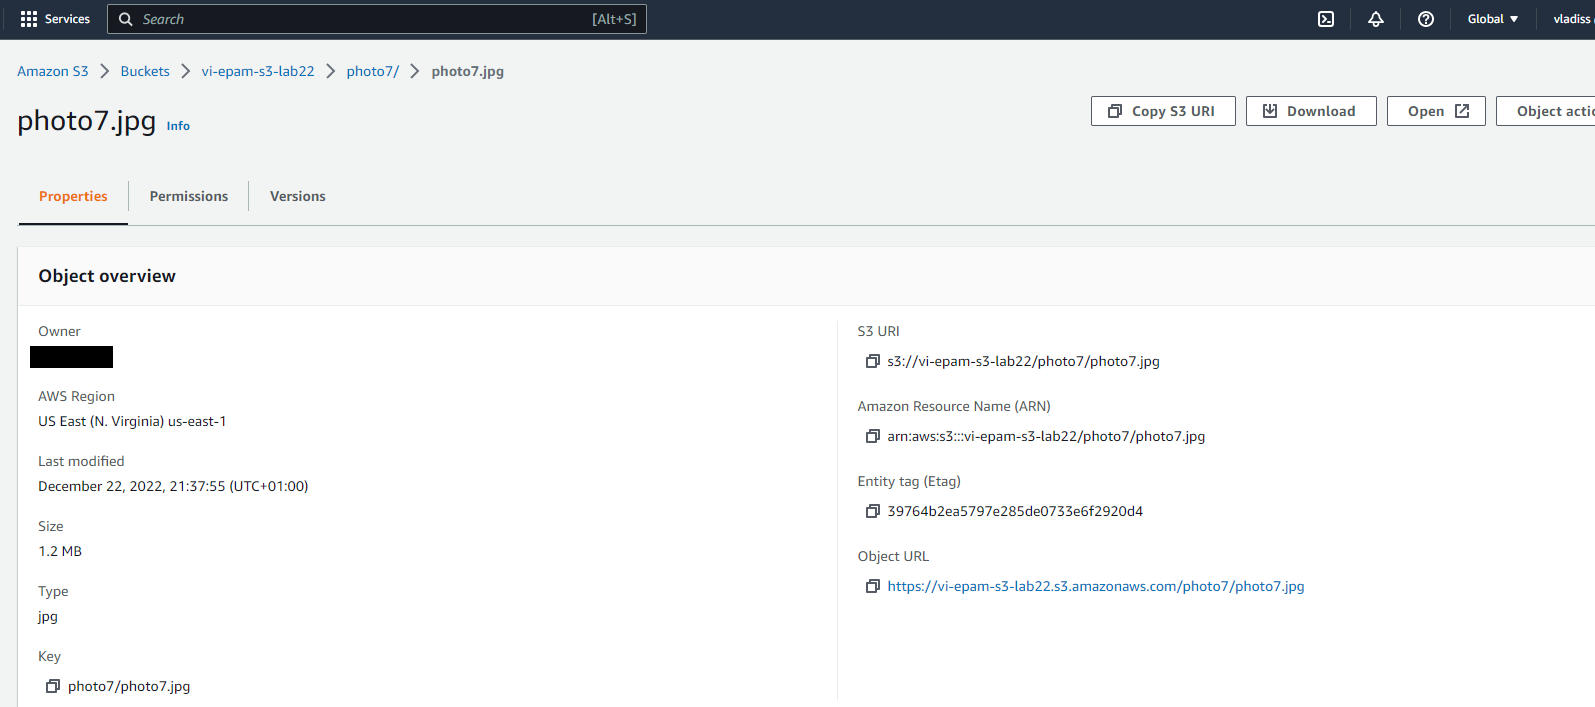 Services
Search [Alt+S]
Global
vladiss
Amazon S3 > Buckets > vi-epam-s3-lab22 > photo7/ > photo7.jpg
photo7.jpg Info
Copy S3 URI
Download
Open
Object actio
Properties
Permissions
Versions
Object overview
Owner
AWS Region
US East (N. Virginia) us-east-1
Last modified
December 22, 2022, 21:37:55 (UTC+01:00)
Size
1.2 MB
Type
jpg
Key
photo7/photo7.jpg
S3 URI
s3://vi-epam-s3-lab22/photo7/photo7.jpg
Amazon Resource Name (ARN)
arn:aws:s3:::vi-epam-s3-lab22/photo7/photo7.jpg
Entity tag (Etag)
39764b2ea5797e285de0733e6f2920d4
Object URL
https://vi-epam-s3-lab22.s3.amazonaws.com/photo7/photo7.jpg